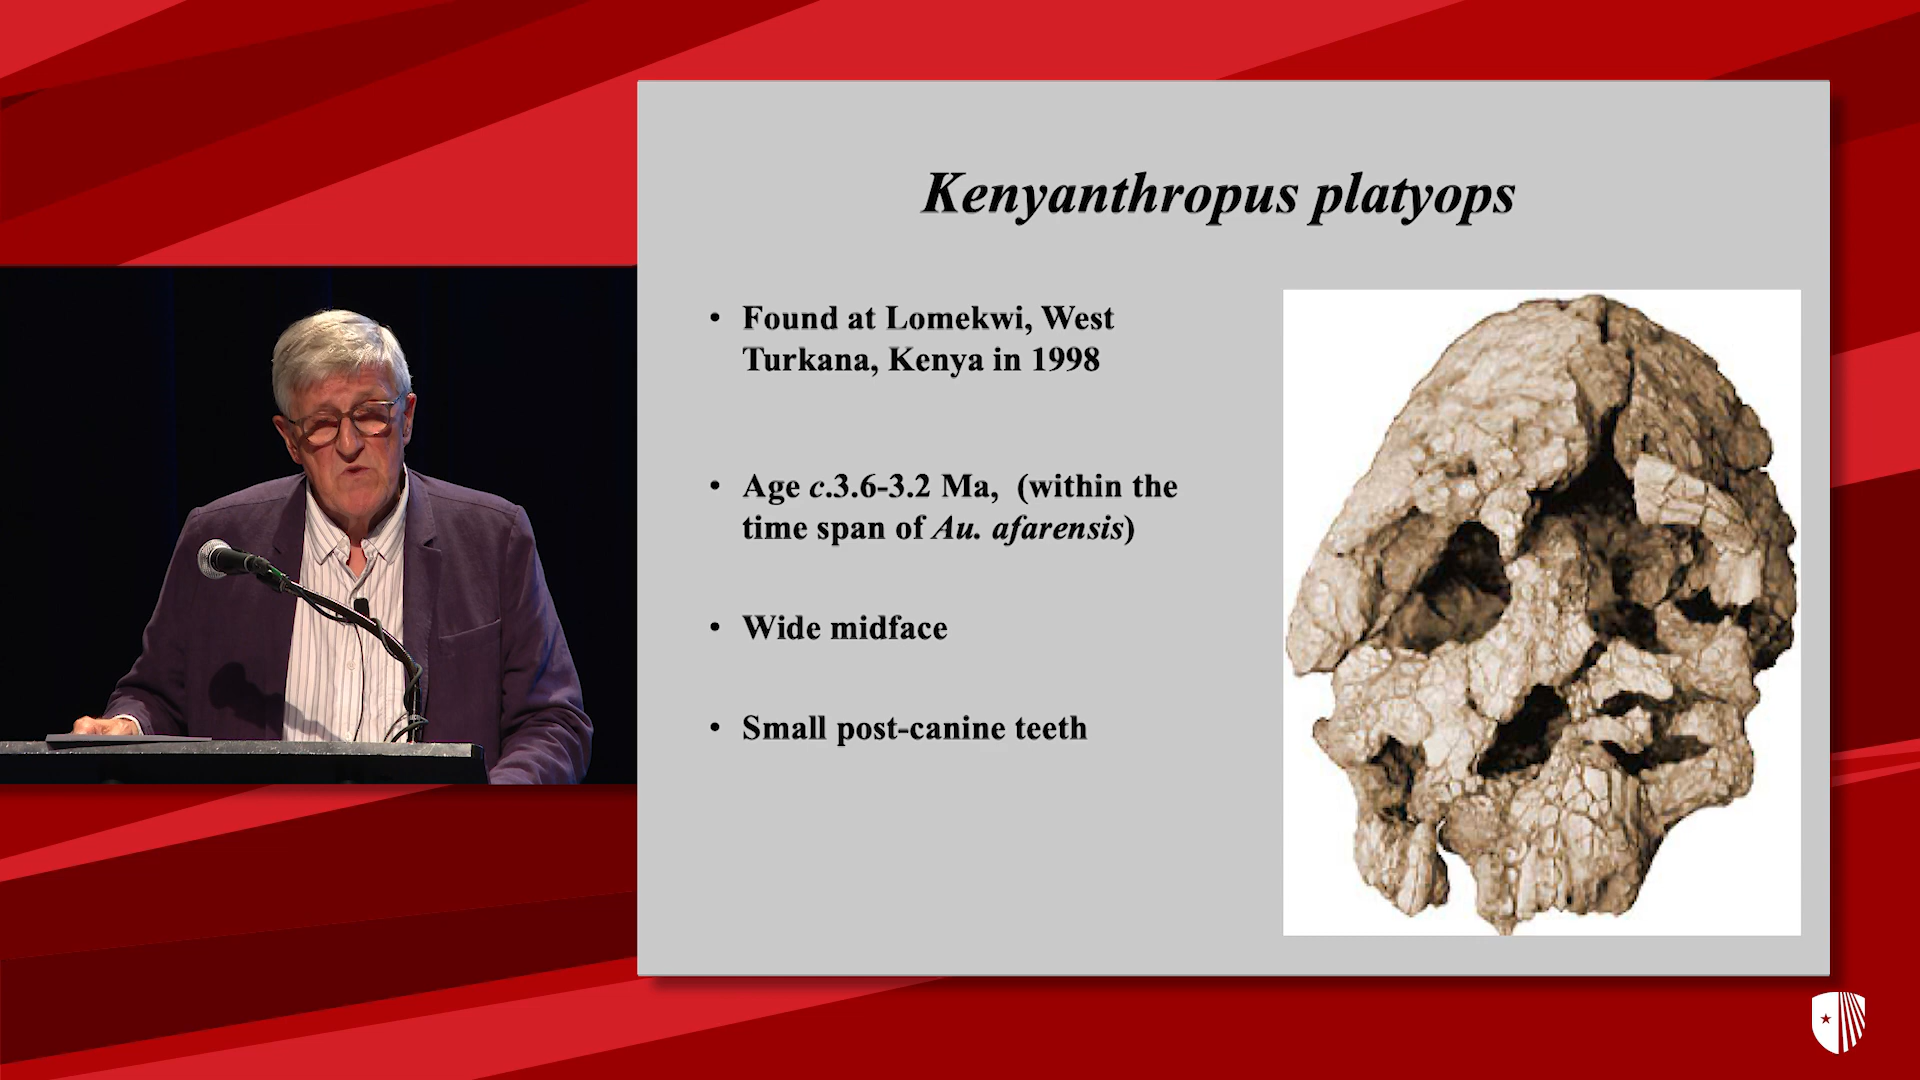 Kenyanthropus platyops
• Found at Lomekwi, West
Turkana, Kenya in 1998
• Age c.3.6-3.2 Ma,  (within the
time span of Au. afarensis)
• Wide midface
• Small post-canine teeth